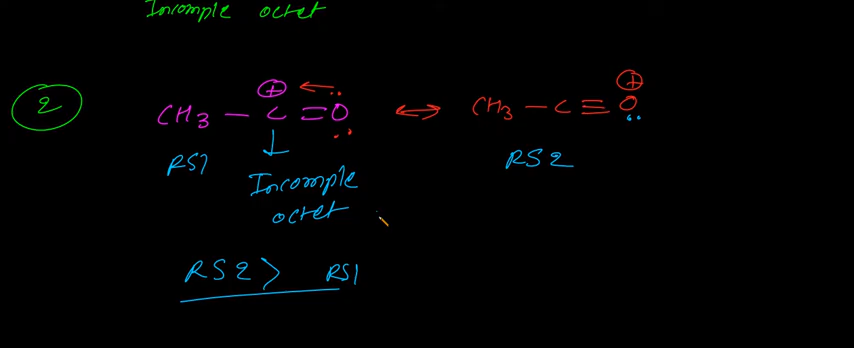 Incomple octet
2
CH3 - C = O ↔ CH3 - C ≡ O
⊕ ⊕
RS1 RS2
Incomple
octet
RS2 > RS1